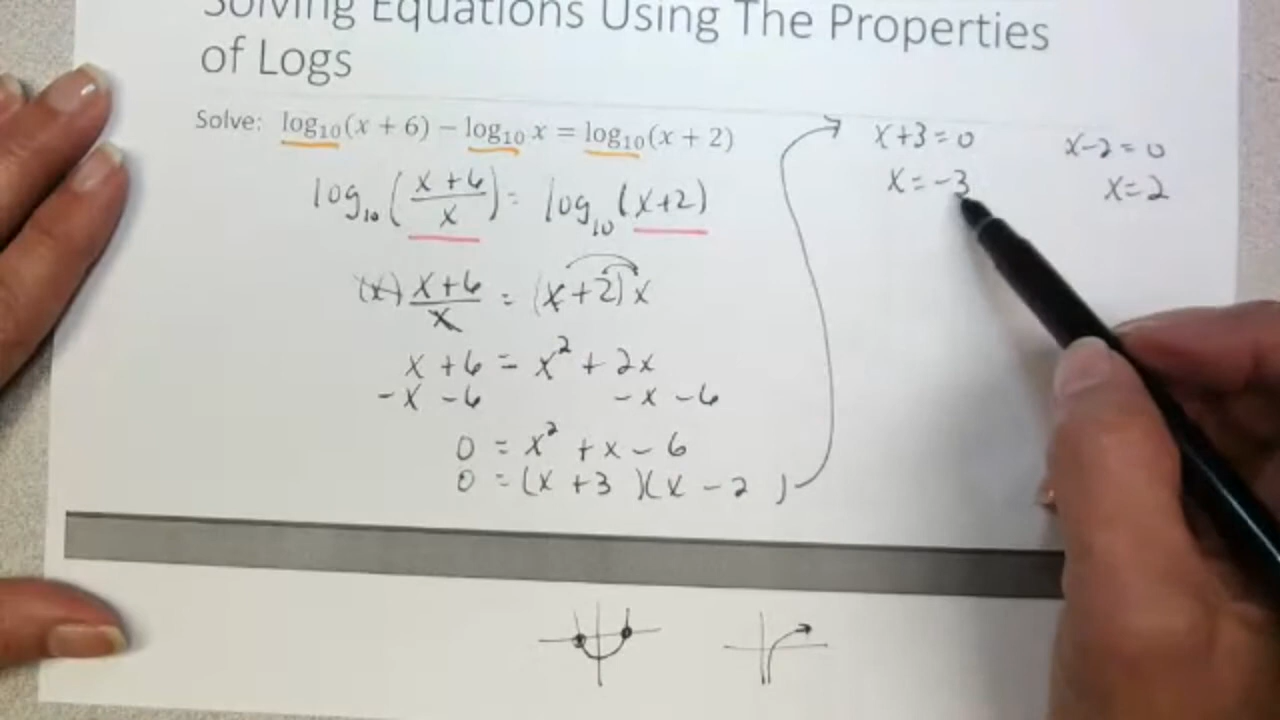 Solving Equations Using The Properties
of Logs
Solve: log₁₀(x + 6) − log₁₀ x = log₁₀(x + 2)
log₁₀(x+6/x) = log₁₀(x+2)
(x) x+6/x = (x+2)x
x +6 = x² + 2x
-x -6 -x -6
0 = x² + x - 6
0 = (x +3 )(x - 2 )
x+3=0 x-2=0
x=-3 x=2